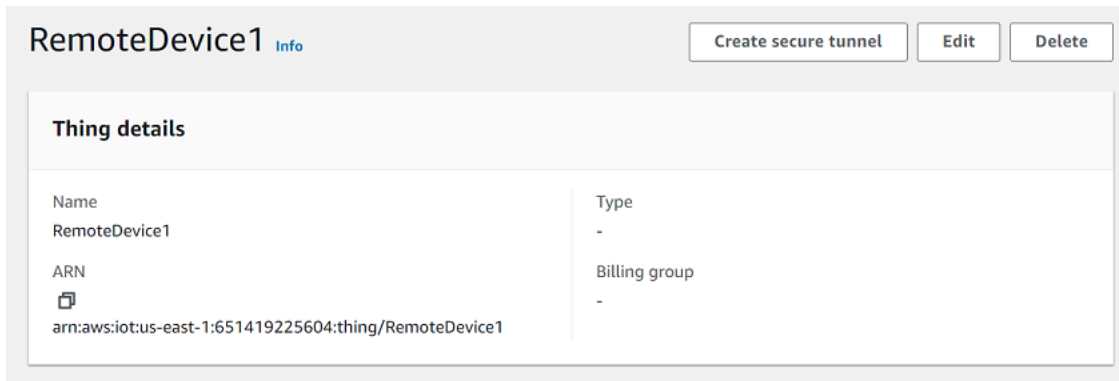 RemoteDevice1 Info
Create secure tunnel
Edit
Delete
Thing details
Name
RemoteDevice1
ARN
arn:aws:iot:us-east-1:651419225604:thing/RemoteDevice1
Type
-
Billing group
-